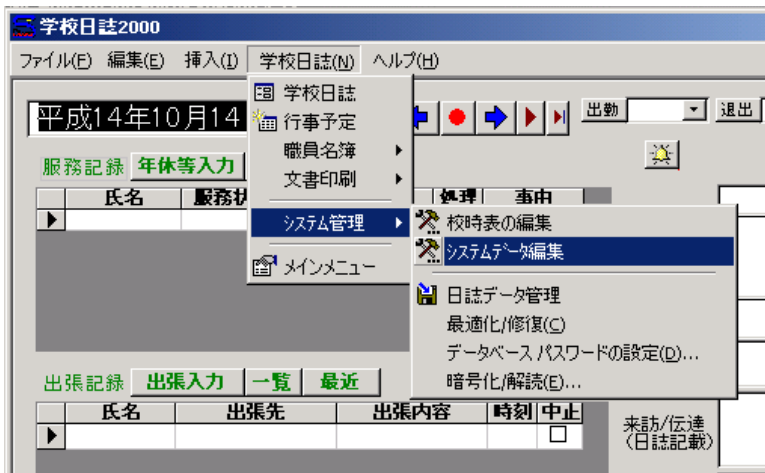 学校日誌2000
ファイル(F) 編集(E) 挿入(I) 学校日誌(N) ヘルプ(H)
平成14年10月14
出勤
退出
学校日誌
行事予定
職員名簿
文書印刷
システム管理
メインメニュー
校時表の編集
システムデータ編集
日誌データ管理
最適化/修復(C)
データベース パスワードの設定(D)...
暗号化/解読(E)...
服務記録 年休等入力
氏名 服務状 処理 事由
出張記録 出張入力 一覧 最近
氏名 出張先 出張内容 時刻 中止
来訪/伝達
(日誌記載)